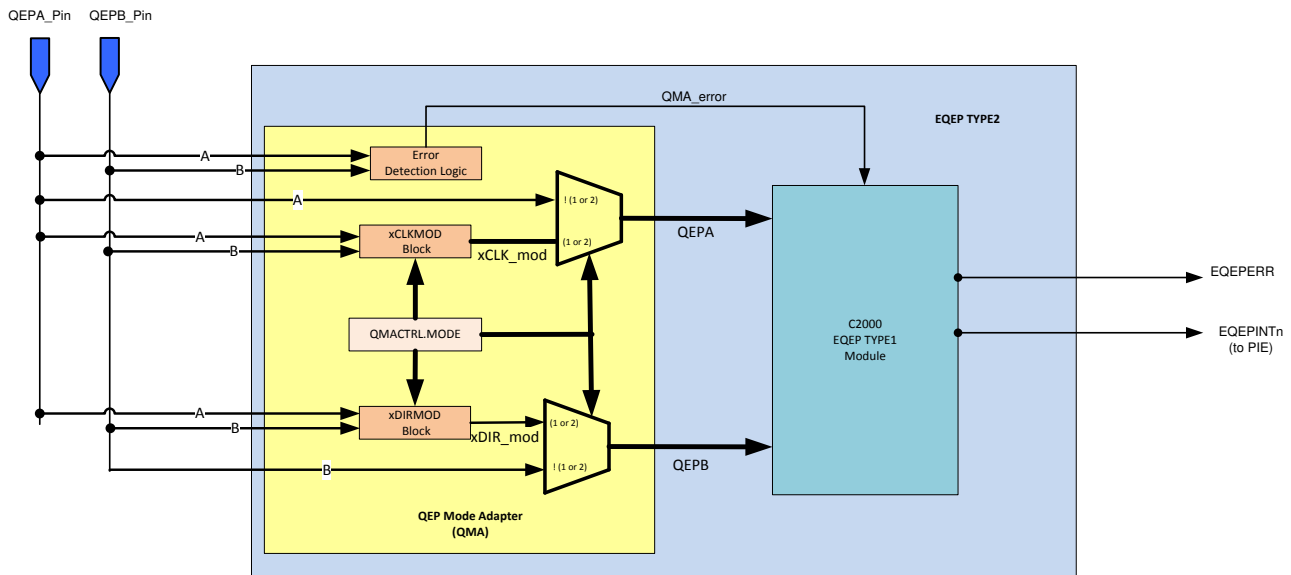 QEPA_Pin
QEPB_Pin
QMA_error
EQEP TYPE2
A
B
Error
Detection Logic
A
! (1 or 2)
A
B
xCLKMOD
Block
xCLK_mod
(1 or 2)
QEPA
QMACTRL.MODE
C2000
EQEP TYPE1
Module
EQEPERR
EQEPINTn
(to PIE)
A
B
xDIRMOD
Block
xDIR_mod
(1 or 2)
! (1 or 2)
B
QEPB
QEP Mode Adapter
(QMA)